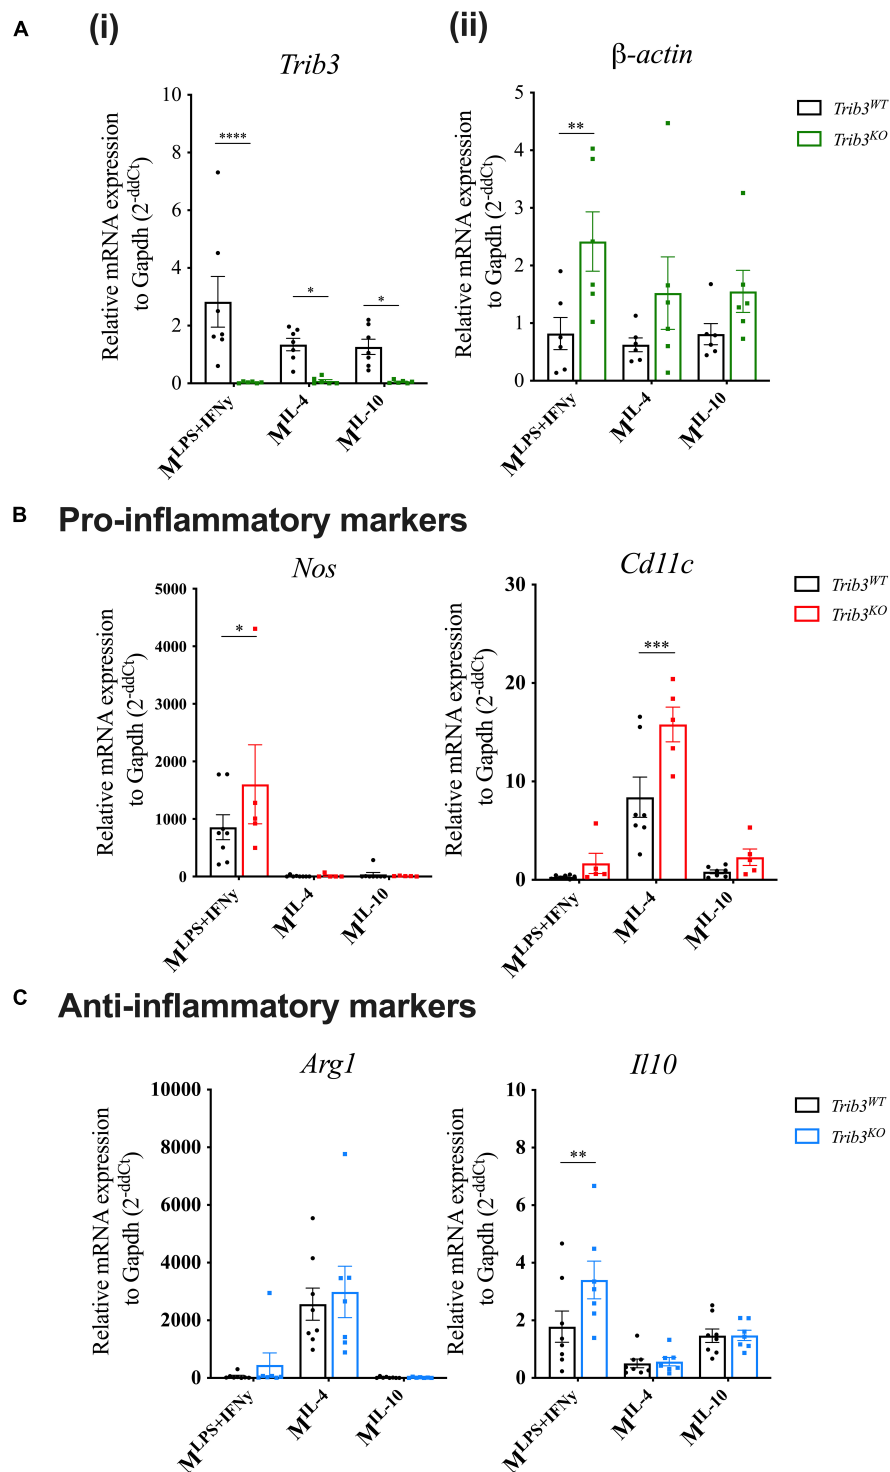 A (i) (ii)
Trib3
β-actin
Relative mRNA expression
to Gapdh (2-ddCt)
10
8
6
4
2
0
****
*
*
MLPS+IFNy
MIL-4
MIL-10
Relative mRNA expression
to Gapdh (2-ddCt)
5
4
3
2
1
0
**
MLPS+IFNy
MIL-4
MIL-10
Trib3WT
Trib3KO
B Pro-inflammatory markers
Nos
Cd11c
Relative mRNA expression
to Gapdh (2-ddCt)
5000
4000
3000
2000
1000
0
*
MLPS+IFNy
MIL-4
MIL-10
Relative mRNA expression
to Gapdh (2-ddCt)
30
20
10
0
***
MLPS+IFNy
MIL-4
MIL-10
Trib3WT
Trib3KO
C Anti-inflammatory markers
Arg1
Il10
Relative mRNA expression
to Gapdh (2-ddCt)
10000
8000
6000
4000
2000
0
MLPS+IFNy
MIL-4
MIL-10
Relative mRNA expression
to Gapdh (2-ddCt)
10
8
6
4
2
0
**
MLPS+IFNy
MIL-4
MIL-10
Trib3WT
Trib3KO